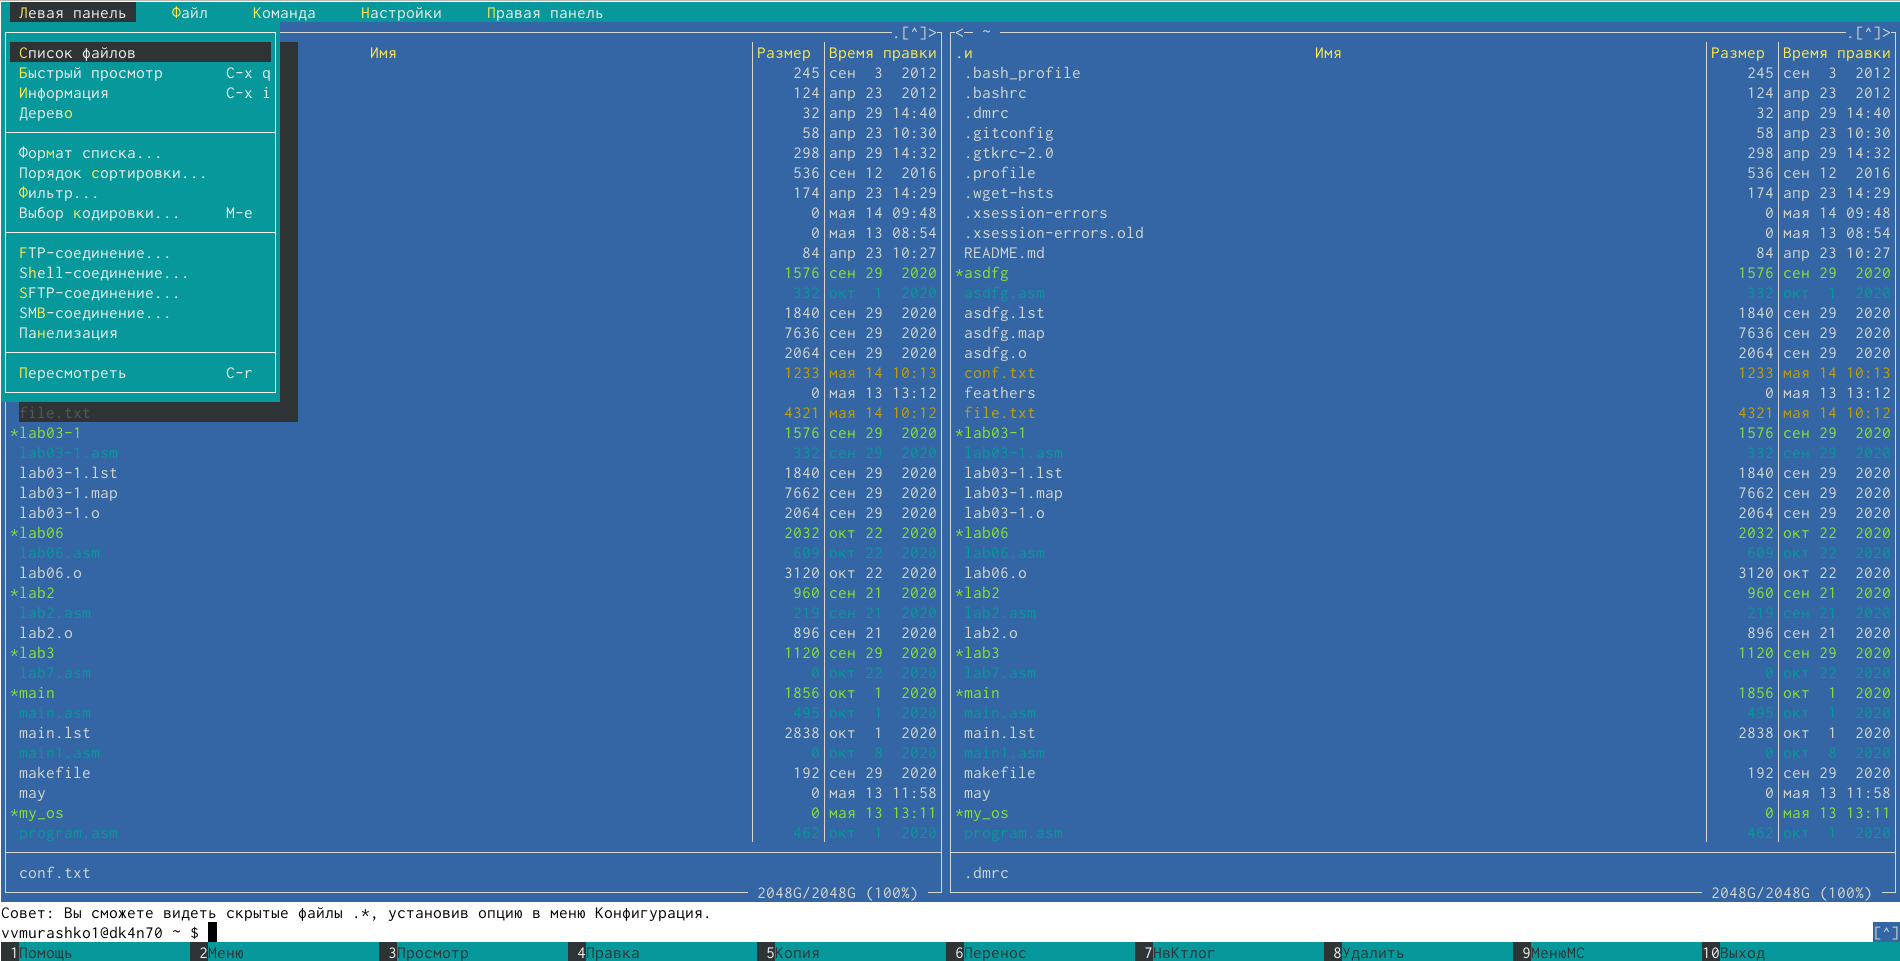 Левая панель Файл Команда Настройки Правая панель
.[^]> <─ ~ .[^]>
Список файлов Имя Размер Время правки .и Имя Размер Время правки
Быстрый просмотр C-x q 245 сен 3 2012 .bash_profile 245 сен 3 2012
Информация C-x i 124 апр 23 2012 .bashrc 124 апр 23 2012
Дерево 32 апр 29 14:40 .dmrc 32 апр 29 14:40
58 апр 23 10:30 .gitconfig 58 апр 23 10:30
Формат списка... 298 апр 29 14:32 .gtkrc-2.0 298 апр 29 14:32
Порядок сортировки... 536 сен 12 2016 .profile 536 сен 12 2016
Фильтр... 174 апр 23 14:29 .wget-hsts 174 апр 23 14:29
Выбор кодировки... M-e 0 мая 14 09:48 .xsession-errors 0 мая 14 09:48
0 мая 13 08:54 .xsession-errors.old 0 мая 13 08:54
FTP-соединение... 84 апр 23 10:27 README.md 84 апр 23 10:27
Shell-соединение... 1576 сен 29 2020 *asdfg 1576 сен 29 2020
SFTP-соединение... 332 окт 1 2020 asdfg.asm 332 окт 1 2020
SMB-соединение... 1840 сен 29 2020 asdfg.lst 1840 сен 29 2020
Панелизация 7636 сен 29 2020 asdfg.map 7636 сен 29 2020
2064 сен 29 2020 asdfg.o 2064 сен 29 2020
Пересмотреть C-r 1233 мая 14 10:13 conf.txt 1233 мая 14 10:13
0 мая 13 13:12 feathers 0 мая 13 13:12
file.txt 4321 мая 14 10:12 file.txt 4321 мая 14 10:12
*lab03-1 1576 сен 29 2020 *lab03-1 1576 сен 29 2020
lab03-1.asm 332 сен 29 2020 lab03-1.asm 332 сен 29 2020
lab03-1.lst 1840 сен 29 2020 lab03-1.lst 1840 сен 29 2020
lab03-1.map 7662 сен 29 2020 lab03-1.map 7662 сен 29 2020
lab03-1.o 2064 сен 29 2020 lab03-1.o 2064 сен 29 2020
*lab06 2032 окт 22 2020 *lab06 2032 окт 22 2020
lab06.asm 609 окт 22 2020 lab06.asm 609 окт 22 2020
lab06.o 3120 окт 22 2020 lab06.o 3120 окт 22 2020
*lab2 960 сен 21 2020 *lab2 960 сен 21 2020
lab2.asm 219 сен 21 2020 lab2.asm 219 сен 21 2020
lab2.o 896 сен 21 2020 lab2.o 896 сен 21 2020
*lab3 1120 сен 29 2020 *lab3 1120 сен 29 2020
lab7.asm 0 окт 22 2020 lab7.asm 0 окт 22 2020
*main 1856 окт 1 2020 *main 1856 окт 1 2020
main.asm 495 окт 1 2020 main.asm 495 окт 1 2020
main.lst 2838 окт 1 2020 main.lst 2838 окт 1 2020
main1.asm 0 окт 8 2020 main1.asm 0 окт 8 2020
makefile 192 сен 29 2020 makefile 192 сен 29 2020
may 0 мая 13 11:58 may 0 мая 13 11:58
*my_os 0 мая 13 13:11 *my_os 0 мая 13 13:11
program.asm 462 окт 1 2020 program.asm 462 окт 1 2020
conf.txt .dmrc
2048G/2048G (100%) 2048G/2048G (100%)
Совет: Вы сможете видеть скрытые файлы .*, установив опцию в меню Конфигурация.
vvmurashko1@dk4n70 ~ $ [^]
1Помощь 2Меню 3Просмотр 4Правка 5Копия 6Перенос 7НвКтлог 8Удалить 9МенюMC 10Выход